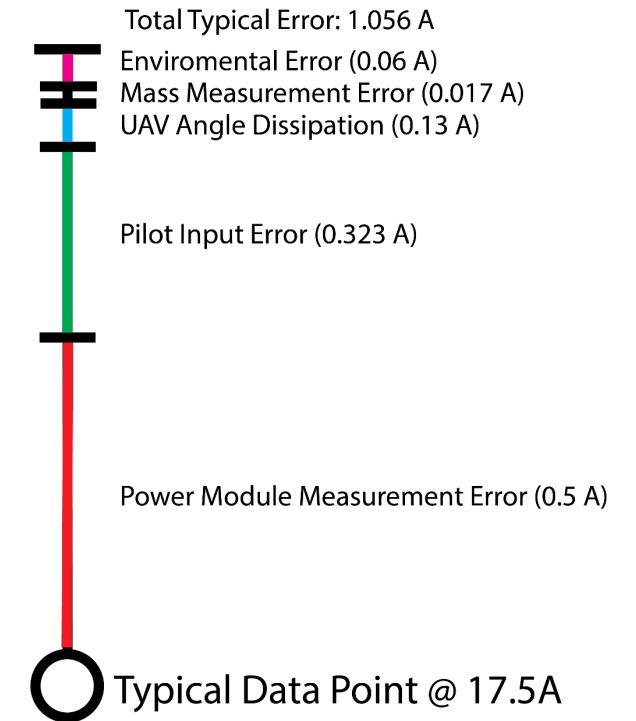 Total Typical Error: 1.056 A
Enviromental Error (0.06 A)
Mass Measurement Error (0.017 A)
UAV Angle Dissipation (0.13 A)
Pilot Input Error (0.323 A)
Power Module Measurement Error (0.5 A)
Typical Data Point @ 17.5A